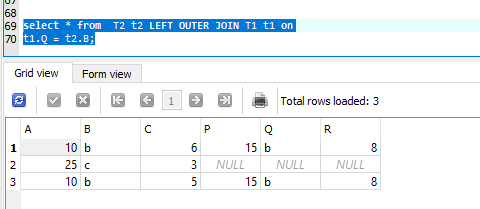 69 select * from  T2 t2 LEFT OUTER JOIN T1 t1 on
70 t1.Q = t2.B;
Grid view Form view
1 Total rows loaded: 3
A B C P Q R
1 10 b 6 15 b 8
2 25 c 3 NULL NULL NULL
3 10 b 5 15 b 8